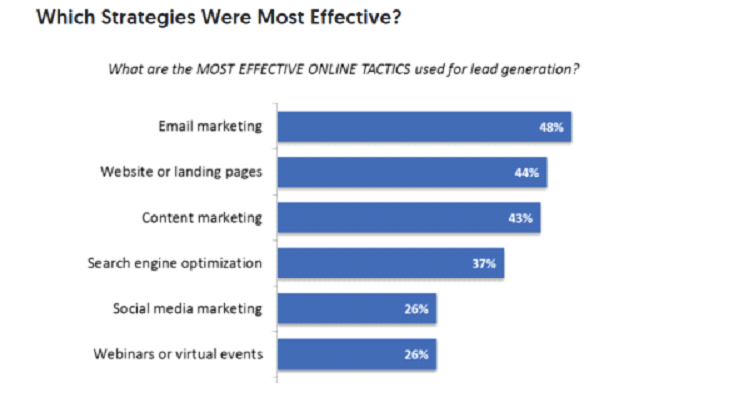 Which Strategies Were Most Effective?
What are the MOST EFFECTIVE ONLINE TACTICS used for lead generation?
Email marketing 48%
Website or landing pages 44%
Content marketing 43%
Search engine optimization 37%
Social media marketing 26%
Webinars or virtual events 26%